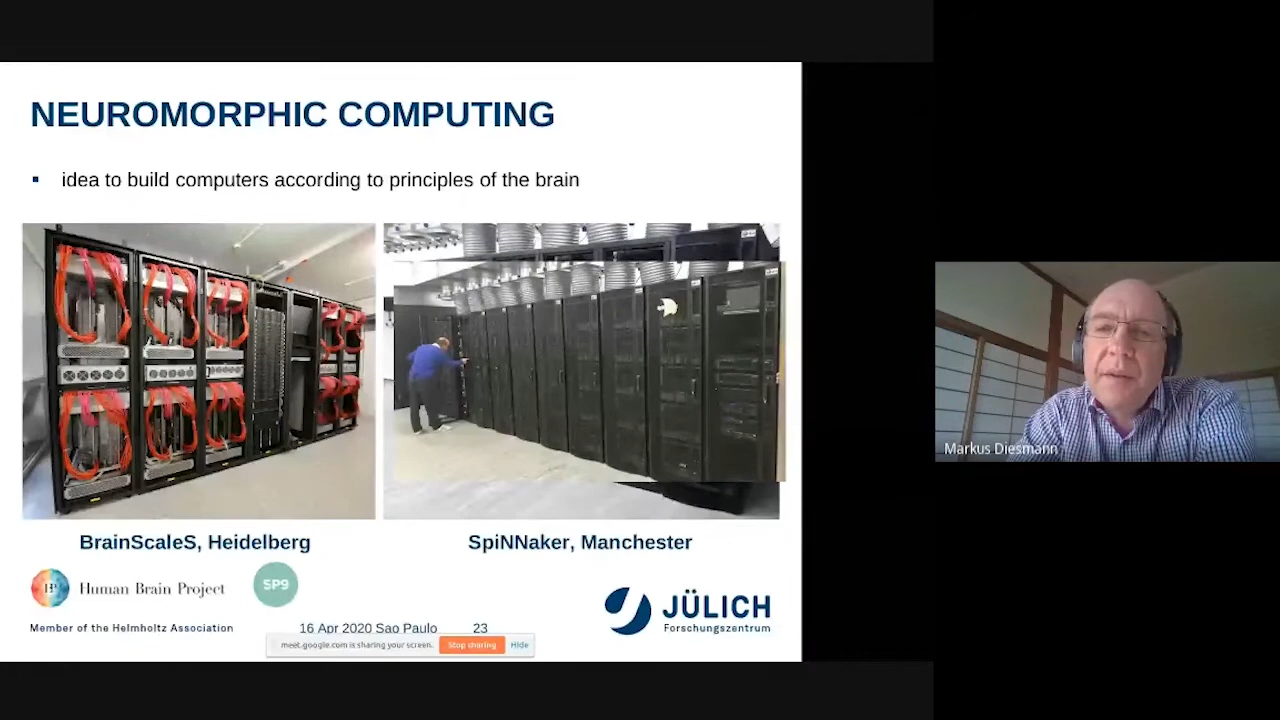 NEUROMORPHIC COMPUTING
▪ idea to build computers according to principles of the brain
BrainScaleS, Heidelberg
SpiNNaker, Manchester
HP Human Brain Project
SP9
JÜLICH
Forschungszentrum
Member of the Helmholtz Association
16 Apr 2020 Sao Paulo
23
meet.google.com is sharing your screen.
Stop sharing
Hide
Markus Diesmann